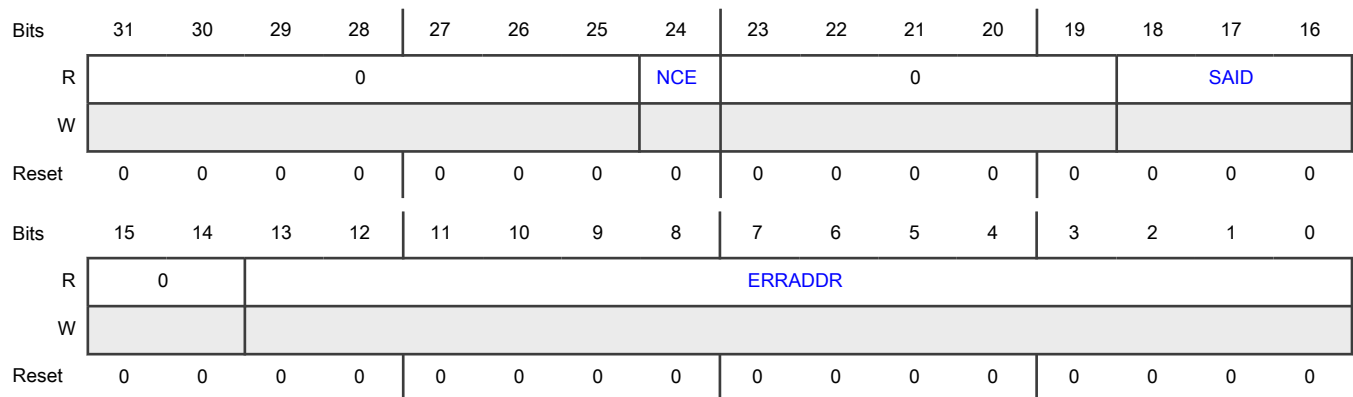 Bits 31 30 29 28 27 26 25 24 23 22 21 20 19 18 17 16
R 0 NCE 0 SAID
W
Reset 0 0 0 0 0 0 0 0 0 0 0 0 0 0 0 0
Bits 15 14 13 12 11 10 9 8 7 6 5 4 3 2 1 0
R 0 ERRADDR
W
Reset 0 0 0 0 0 0 0 0 0 0 0 0 0 0 0 0